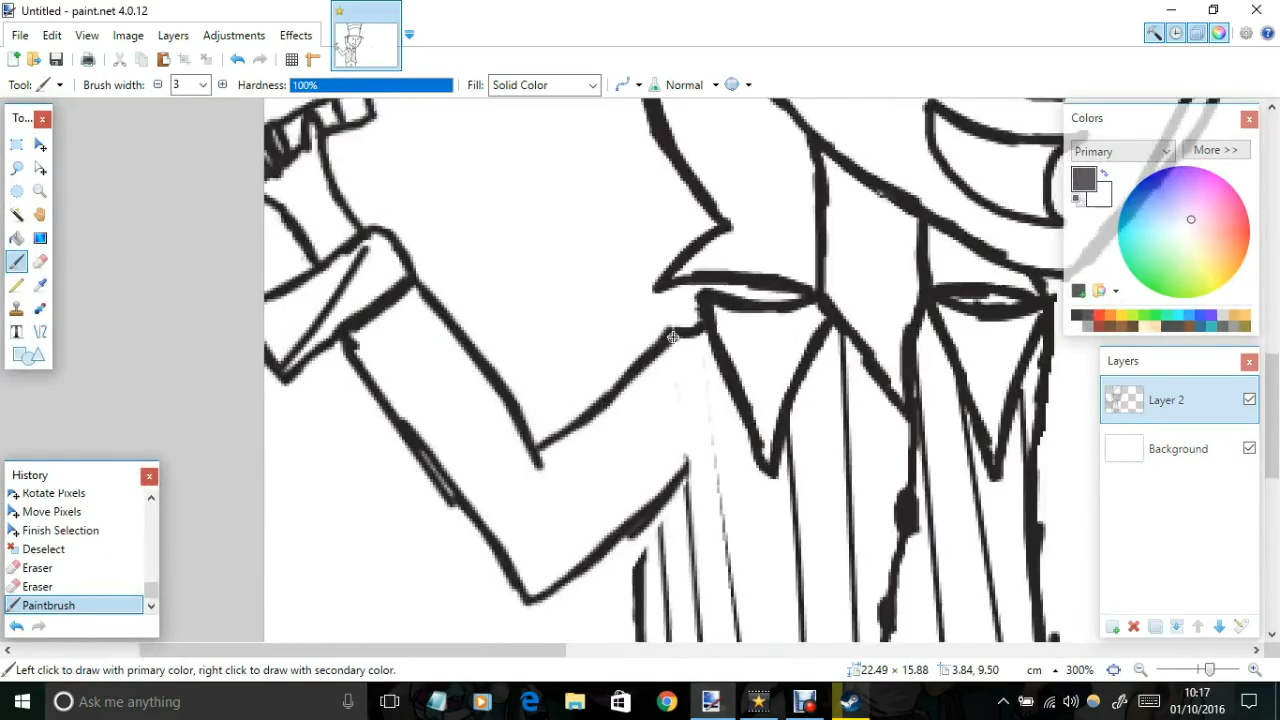 Untitled - paint.net 4.0.12
File Edit View Image Layers Adjustments Effects
Tool: Brush width: 3 Hardness: 100% Fill: Solid Color Normal
To...
Colors
Primary More >>
Layers
Layer 2
Background
History
Rotate Pixels
Move Pixels
Finish Selection
Deselect
Eraser
Eraser
Paintbrush
Left click to draw with primary color, right click to draw with secondary color. 22.49 × 15.88 3.84, 9.50 cm 300%
Ask me anything
10:17
01/10/2016